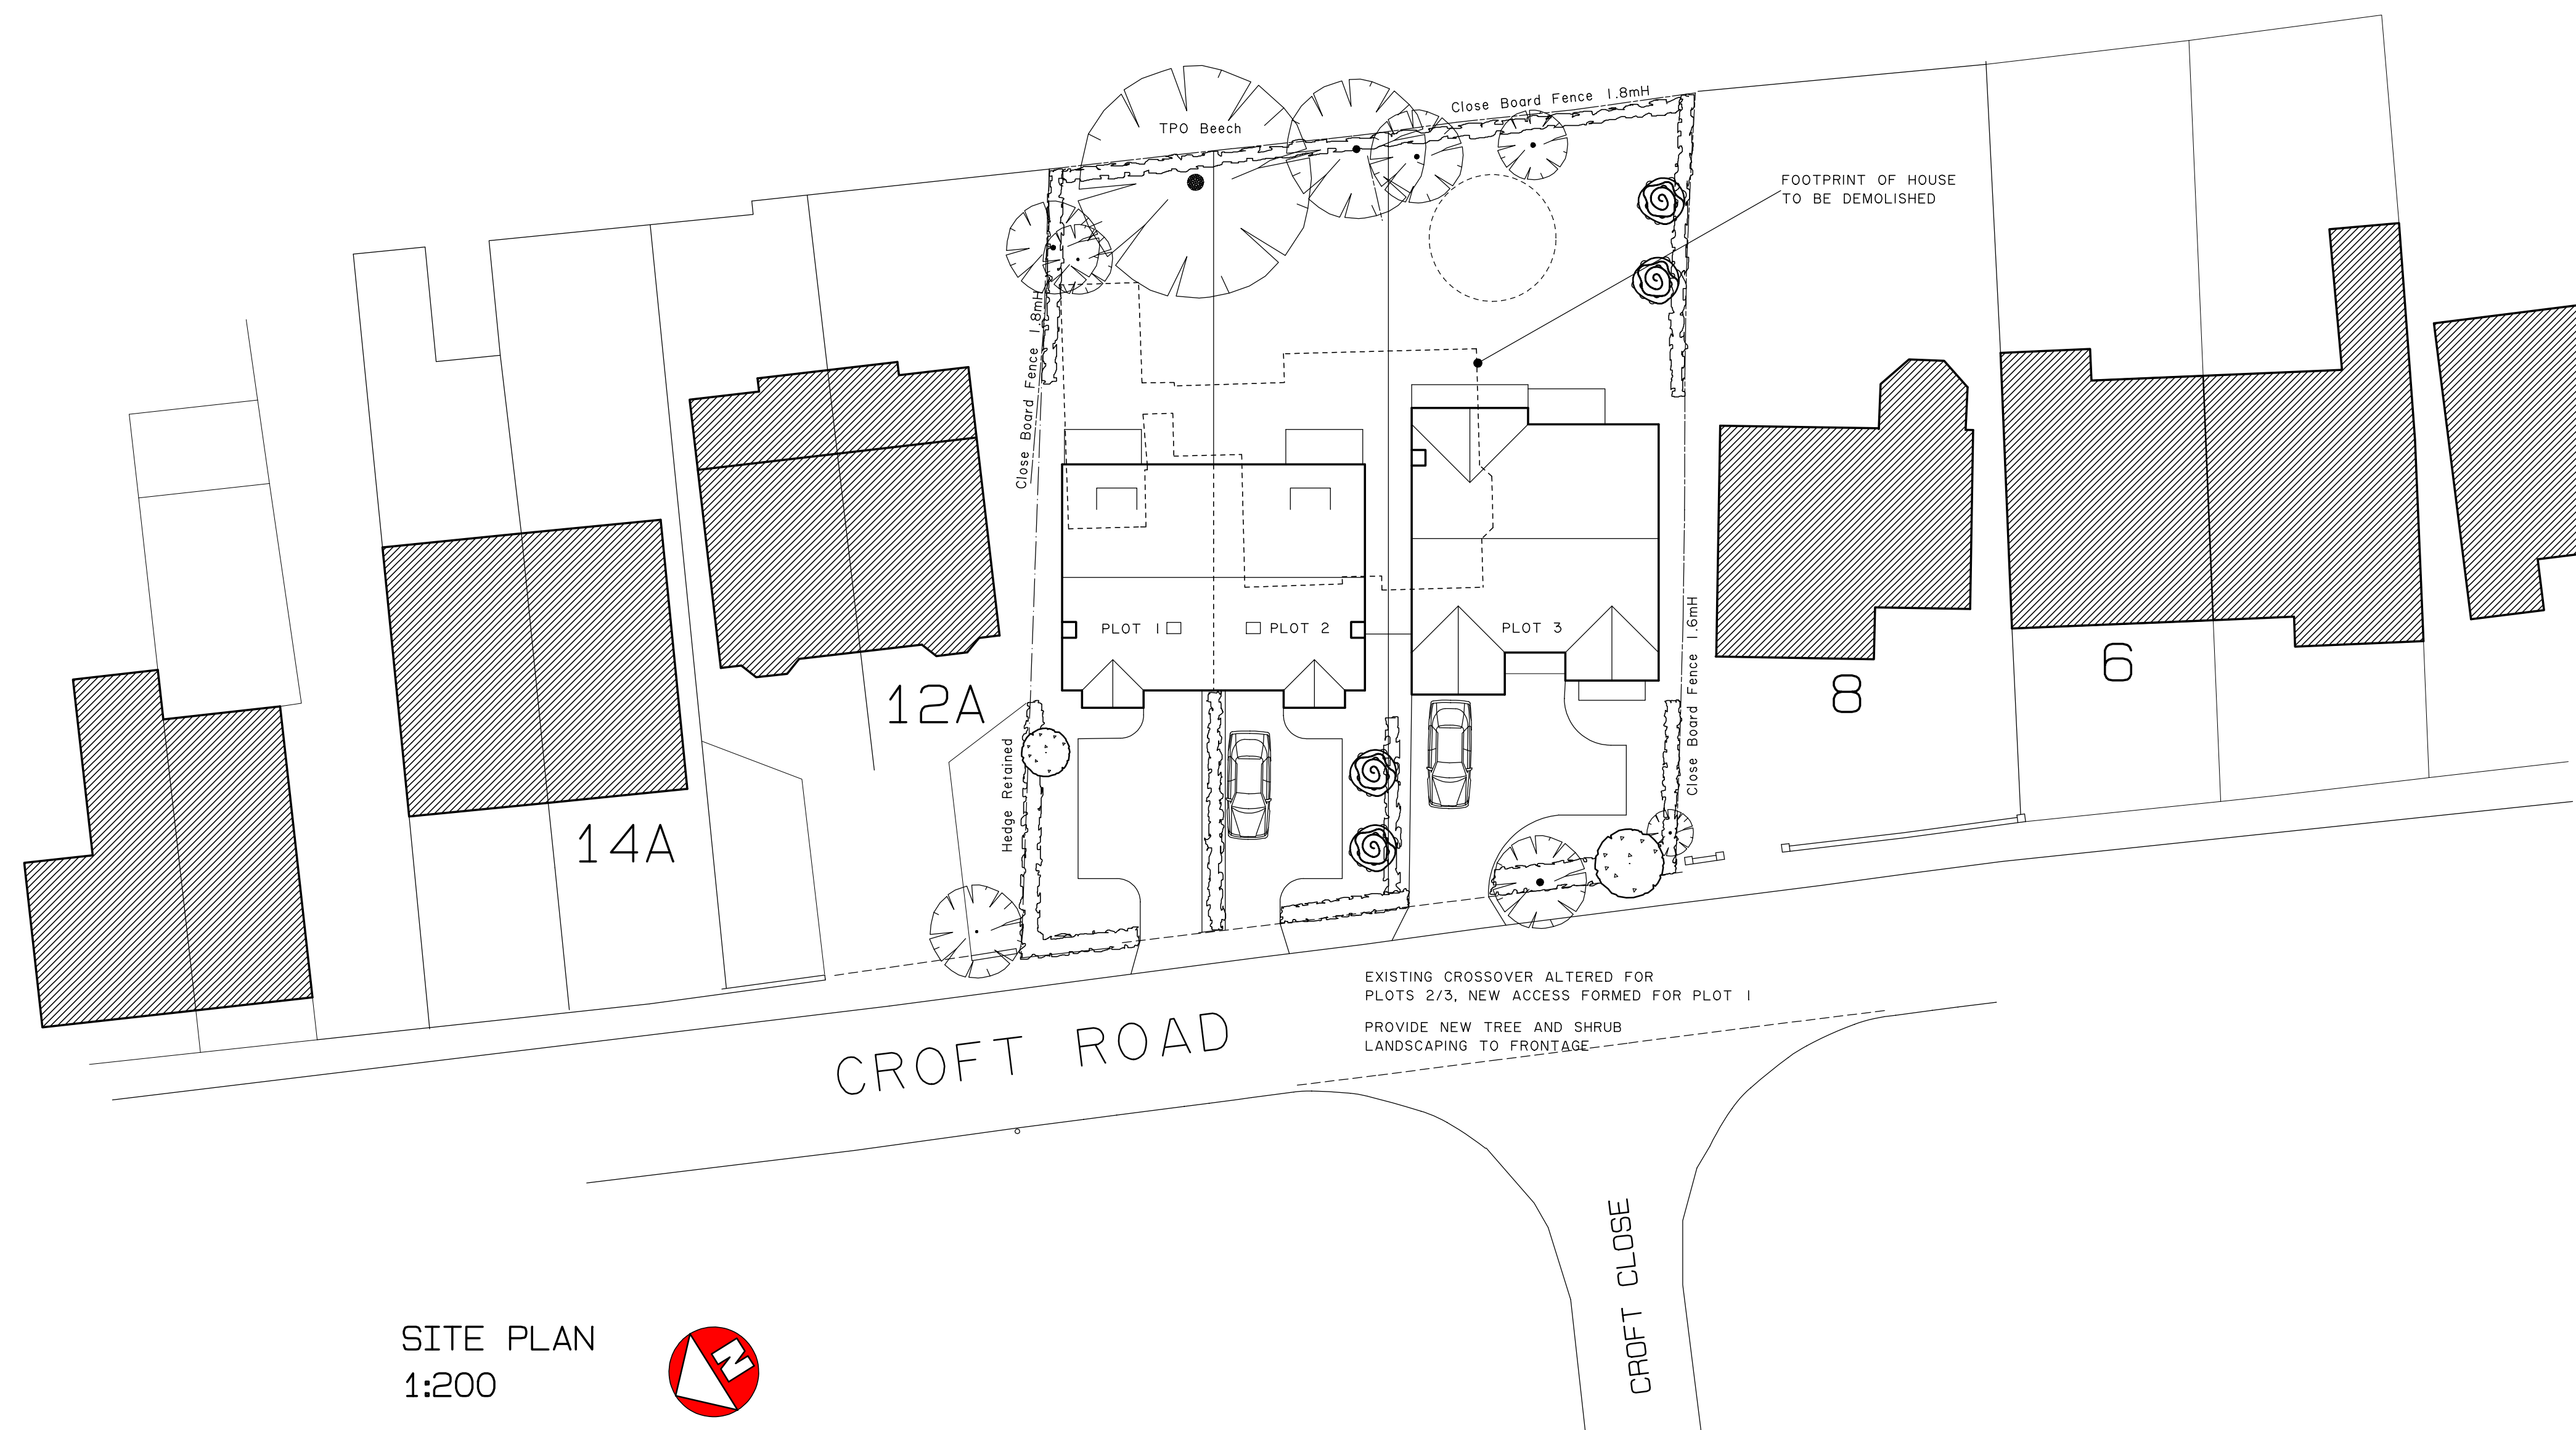 TPO Beech
Close Board Fence 1.8mH
FOOTPRINT OF HOUSE
TO BE DEMOLISHED
Close Board Fence 1.8mH
PLOT 1
PLOT 2
PLOT 3
Close Board Fence 1.6mH
Hedge Retained
12A
14A
8
6
EXISTING CROSSOVER ALTERED FOR
PLOTS 2/3, NEW ACCESS FORMED FOR PLOT 1
PROVIDE NEW TREE AND SHRUB
LANDSCAPING TO FRONTAGE
CROFT ROAD
CROFT CLOSE
SITE PLAN
1:200
N